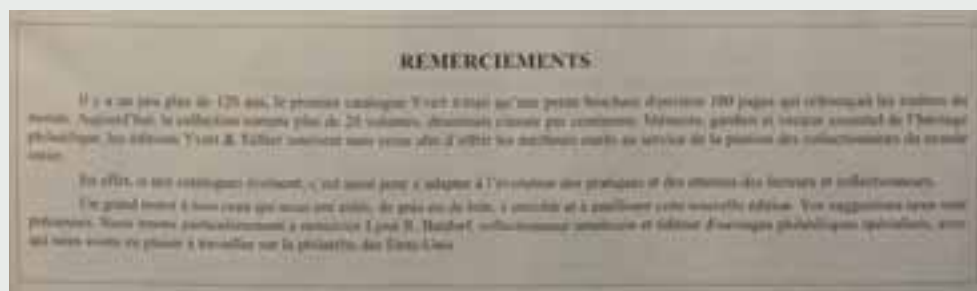 REMERCIEMENTS
Il y a un peu plus de 120 ans, le premier catalogue Yvert n'était qu'une petite brochure d'environ 100 pages qui référençait les timbres du
monde. Aujourd'hui, la collection compte plus de 20 volumes, désormais classés par continents. Mémoire, gardien et vecteur essentiel de l'héritage
philatélique, les éditions Yvert & Tellier innovent sans cesse afin d'offrir les meilleurs outils au service de la passion des collectionneurs du monde
entier.
En effet, si nos catalogues évoluent, c'est aussi pour s'adapter à l'évolution des pratiques et des attentes des lecteurs et collectionneurs.
Un grand merci à tous ceux qui nous ont aidés, de près ou de loin, à enrichir et à améliorer cette nouvelle édition. Vos suggestions nous sont
précieuses. Nous tenons particulièrement à remercier R. collectionneur américain et éditeur d'ouvrages philatéliques spécialisés, avec
qui nous avons eu plaisir à travailler sur la philatélie des États-Unis